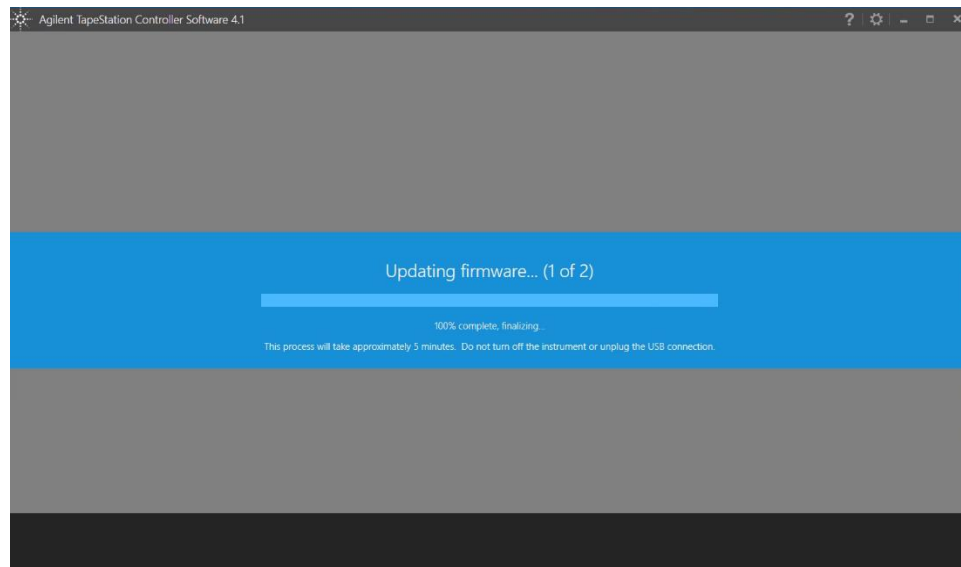 Agilent TapeStation Controller Software 4.1
?
Updating firmware... (1 of 2)
100% complete, finalizing...
This process will take approximately 5 minutes. Do not turn off the instrument or unplug the USB connection.